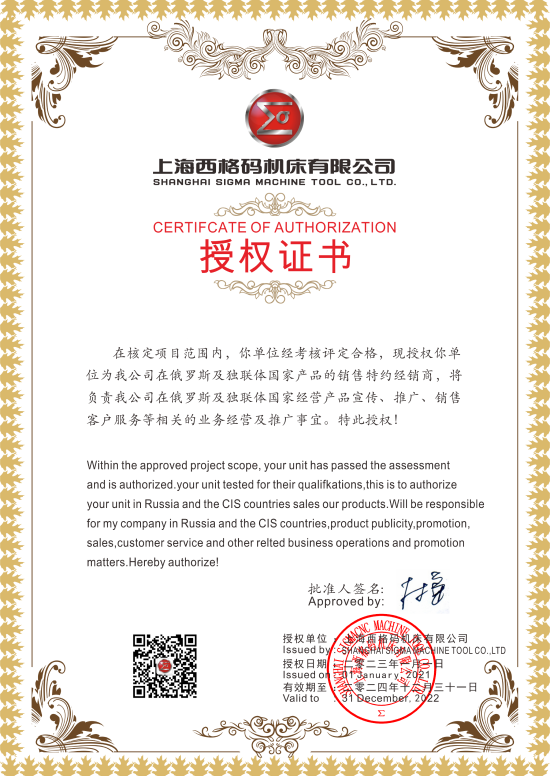 上海西格码机床有限公司
SHANGHAI SIGMA MACHINE TOOL CO.,LTD.
CERTIFCATE OF AUTHORIZATION
授权证书
在核定项目范围内，你单位经考核评定合格，现授权你单
位为我公司在俄罗斯及独联体国家产品的销售特约经销商，将
负责我公司在俄罗斯及独联体国家经营产品宣传、推广、销售
客户服务等相关的业务经营及推广事宜。特此授权！
Within the approved project scope, your unit has passed the assessment
and is authorized.your unit tested for their qualifkations,this is to authorize
your unit in Russia and the CIS countries sales our products.Will be responsible
for my company in Russia and the CIS countries,product publicity,promotion,
sales,customer service and other relted business operations and promotion
matters.Hereby authorize!
批准人签名:
Approved by:
授权单位 : 上海西格码机床有限公司
Issued by : SHANGHAI SIGMA MACHINE TOOL CO., LTD
授权日期 : 二零二三年 月 日
Issued on : 01 January, 2021
有效期至 : 二零二四年十二月三十一日
Valid to : 31 December, 2022